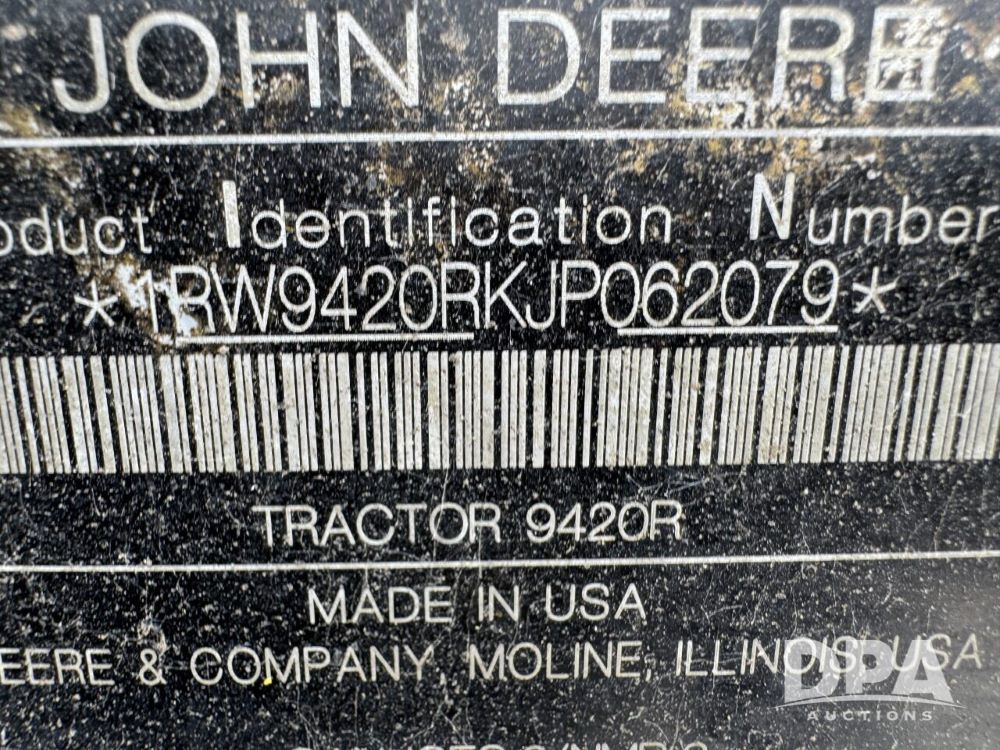 JOHN DEERE
oduct Identification Number
*1RW9420RKJP062079*
TRACTOR 9420R
MADE IN USA
EERE & COMPANY, MOLINE, ILLINOIS, USA
DPA
AUCTIONS